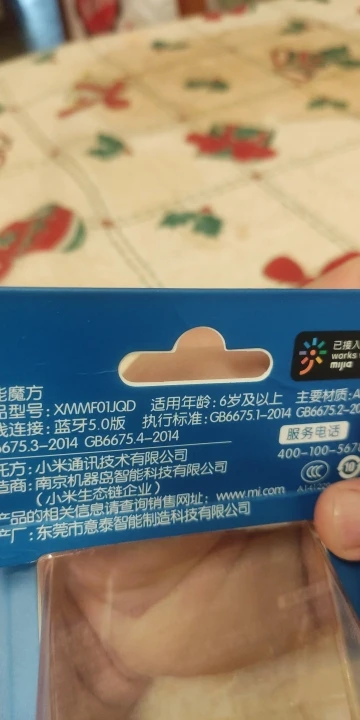 能魔方
品型号: XMMF01JQD 适用年龄: 6岁及以上 主要材质:A
线连接: 蓝牙5.0版 执行标准: GB6675.1-2014 GB6675.2-2
6675.3-2014 GB6675.4-2014
托方: 小米通讯技术有限公司
造商: 南京机器岛智能科技有限公司
(小米生态链企业)
产品的相关信息请查询销售网址: www.mi.com
产厂: 东莞市意泰智能制造科技有限公司
已接入
works
mijia
服务电话
400-100-567
CCC
10